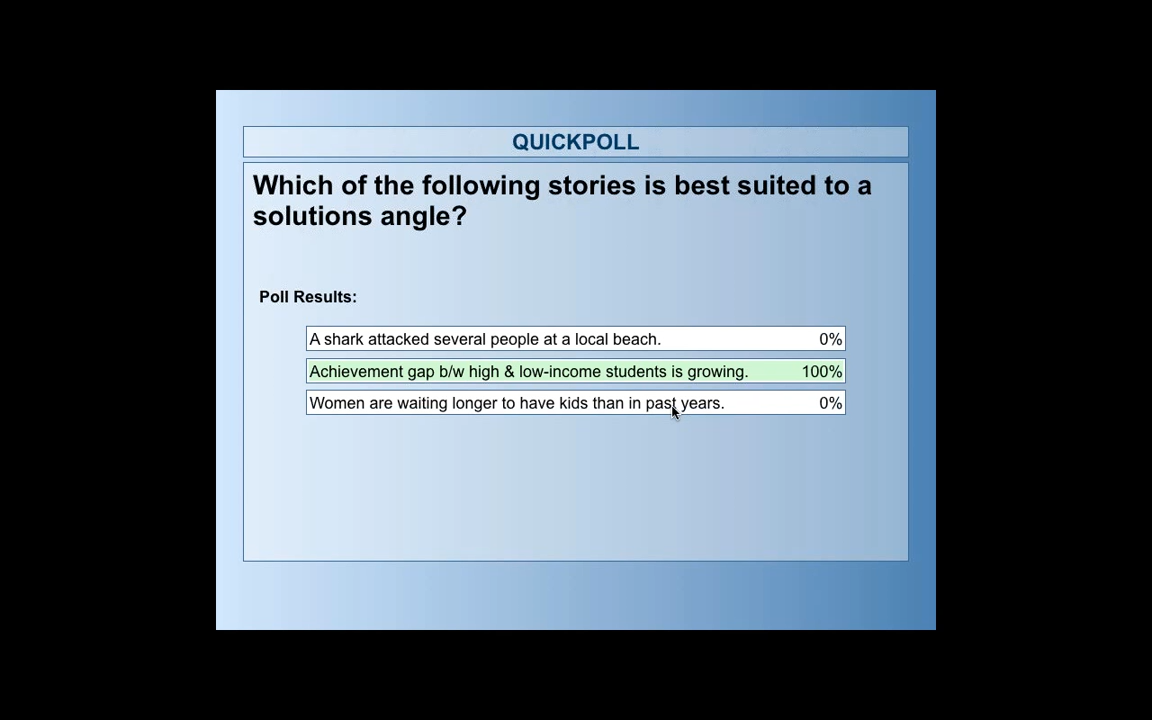 QUICKPOLL
Which of the following stories is best suited to a
solutions angle?
Poll Results:
A shark attacked several people at a local beach. 0%
Achievement gap b/w high & low-income students is growing. 100%
Women are waiting longer to have kids than in past years. 0%